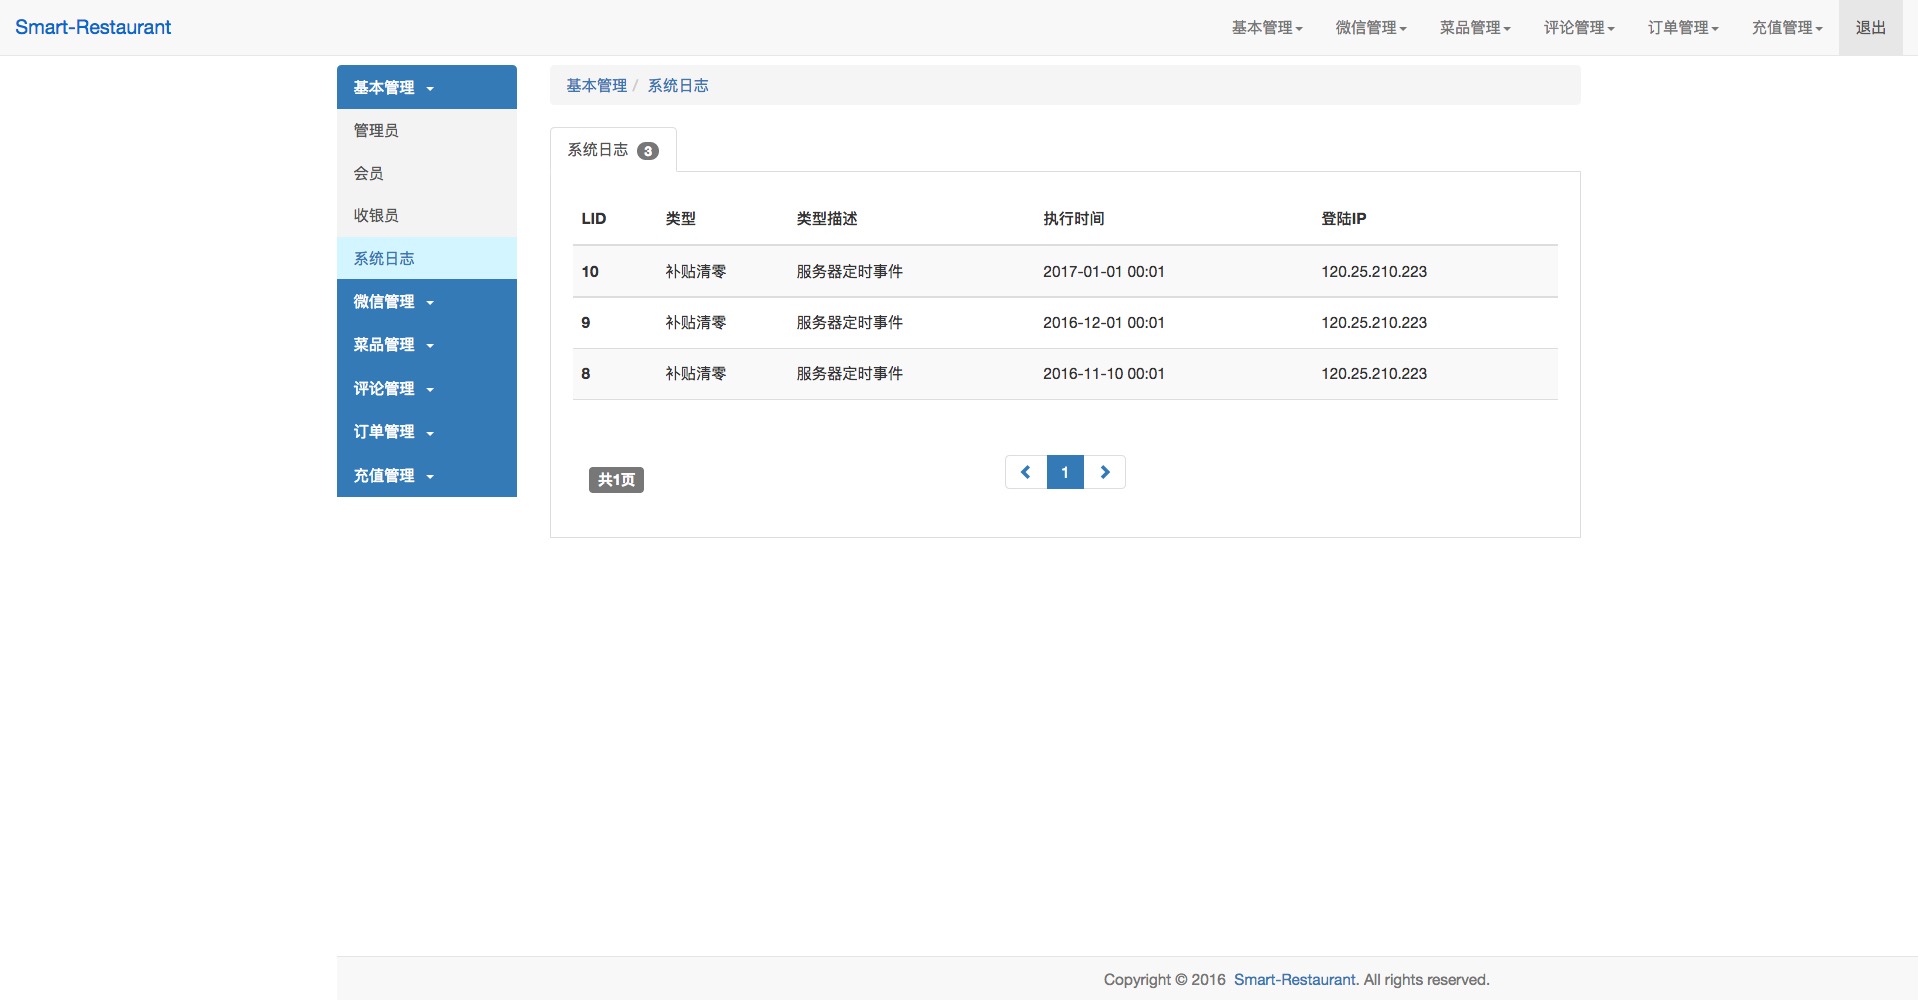 Smart-Restaurant 基本管理 微信管理 菜品管理 评论管理 订单管理 充值管理 退出
基本管理
管理员
会员
收银员
系统日志
微信管理
菜品管理
评论管理
订单管理
充值管理
基本管理 / 系统日志
系统日志 3
LID 类型 类型描述 执行时间 登陆IP
10 补贴清零 服务器定时事件 2017-01-01 00:01 120.25.210.223
9 补贴清零 服务器定时事件 2016-12-01 00:01 120.25.210.223
8 补贴清零 服务器定时事件 2016-11-10 00:01 120.25.210.223
共1页 1
Copyright © 2016 Smart-Restaurant. All rights reserved.